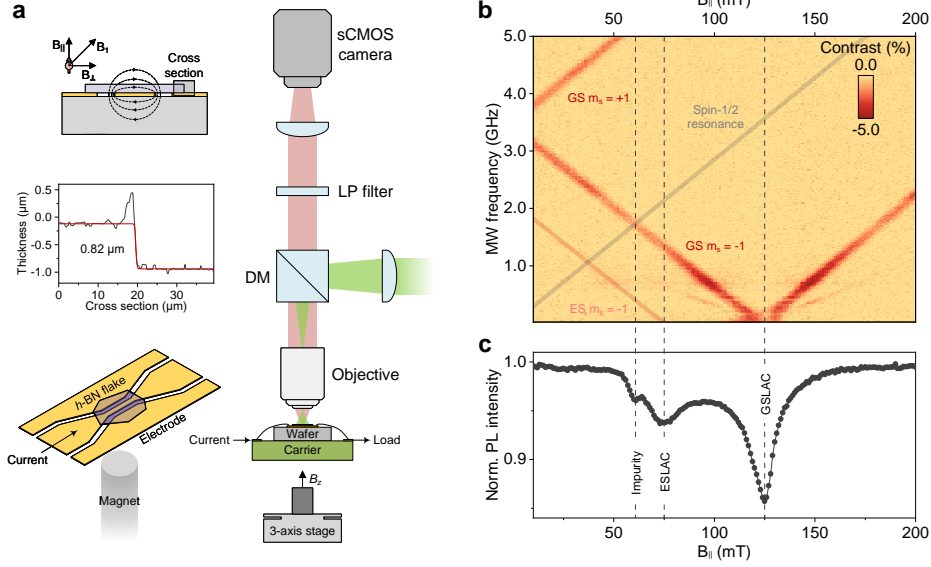 a
B∥
B₁
B⊥
Cross
section
sCMOS
camera
LP filter
DM
Objective
Thickness (µm)
0.5
0.0
-0.5
-1.0
0.82 µm
0
20
30
Cross section (µm)
h-BN flake
Electrode
Current
Magnet
Current
Wafer
Load
Carrier
Bz
3-axis stage
b
B∥ (mT)
50
100
150
200
MW frequency (GHz)
5.0
4.0
3.0
2.0
1.0
Contrast (%)
0.0
-5.0
GS ms = +1
Spin-1/2
resonance
GS ms = -1
ES, ms = -1
c
Norm. PL intensity
1.0
0.9
Impurity
ESLAC
GSLAC
50
100
150
200
B∥ (mT)